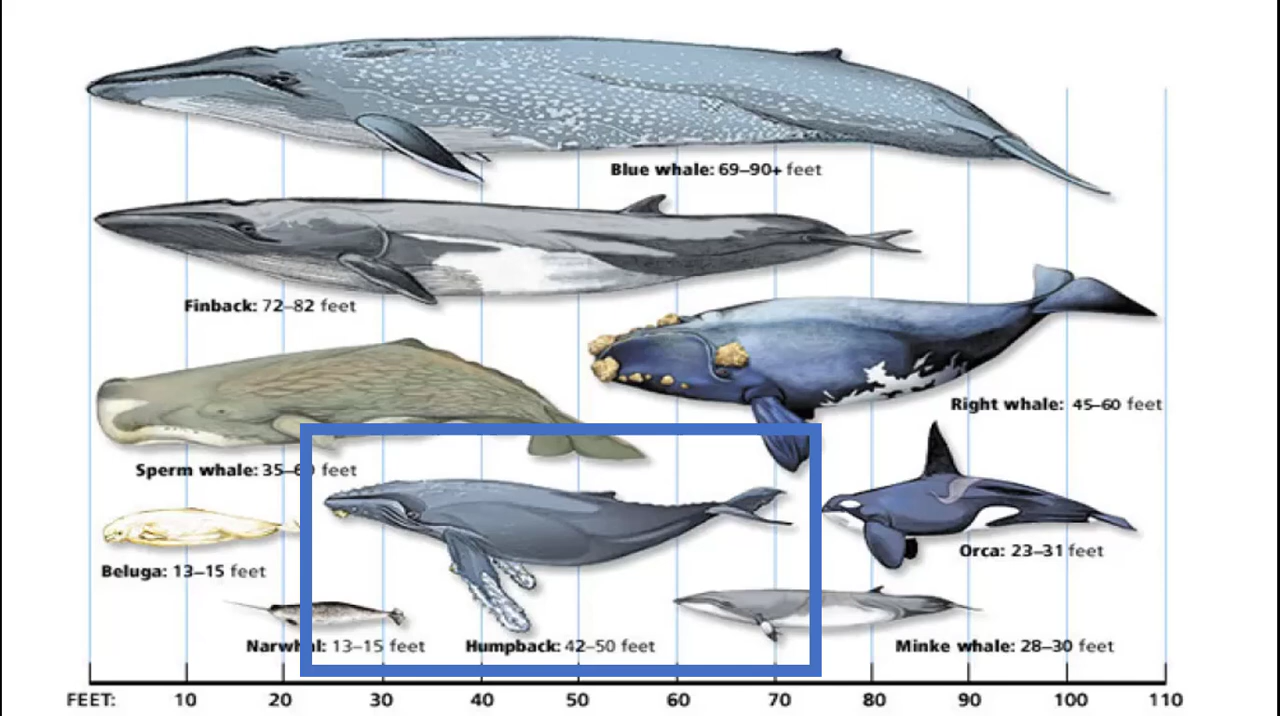 Blue whale: 69–90+ feet
Finback: 72–82 feet
Right whale: 45–60 feet
Sperm whale: 35–60 feet
Orca: 23–31 feet
Beluga: 13–15 feet
Narwhal: 13–15 feet
Humpback: 42–50 feet
Minke whale: 28–30 feet
FEET: 10 20 30 40 50 60 70 80 90 100 110